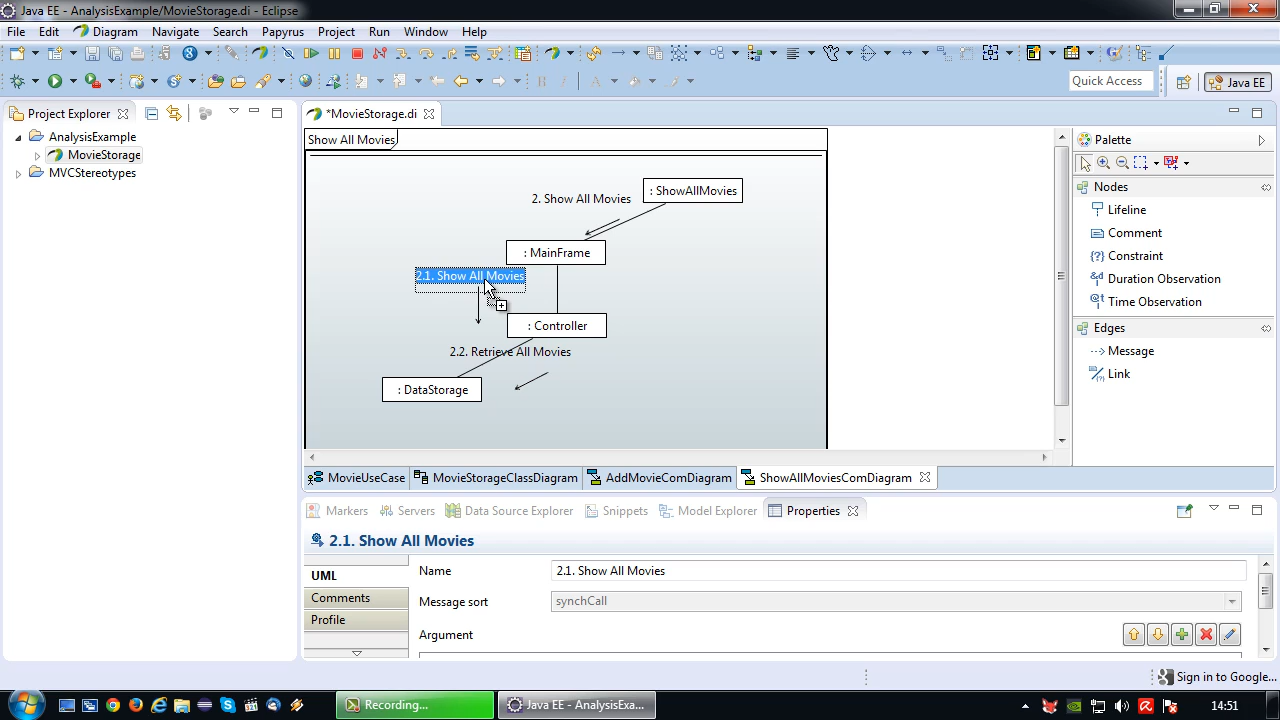 Java EE - AnalysisExample/MovieStorage.di - Eclipse
File Edit Diagram Navigate Search Papyrus Project Run Window Help
Quick Access
Java EE
Project Explorer
AnalysisExample
MovieStorage
MVCStereotypes
*MovieStorage.di
Show All Movies
2. Show All Movies
: ShowAllMovies
: MainFrame
2.1. Show All Movies
: Controller
2.2. Retrieve All Movies
: DataStorage
Palette
Nodes
Lifeline
Comment
Constraint
Duration Observation
Time Observation
Edges
Message
Link
MovieUseCase MovieStorageClassDiagram AddMovieComDiagram ShowAllMoviesComDiagram
Markers Servers Data Source Explorer Snippets Model Explorer Properties
2.1. Show All Movies
UML
Comments
Profile
Name 2.1. Show All Movies
Message sort synchCall
Argument
Sign in to Google...
Recording...
Java EE - AnalysisExa...
14:51